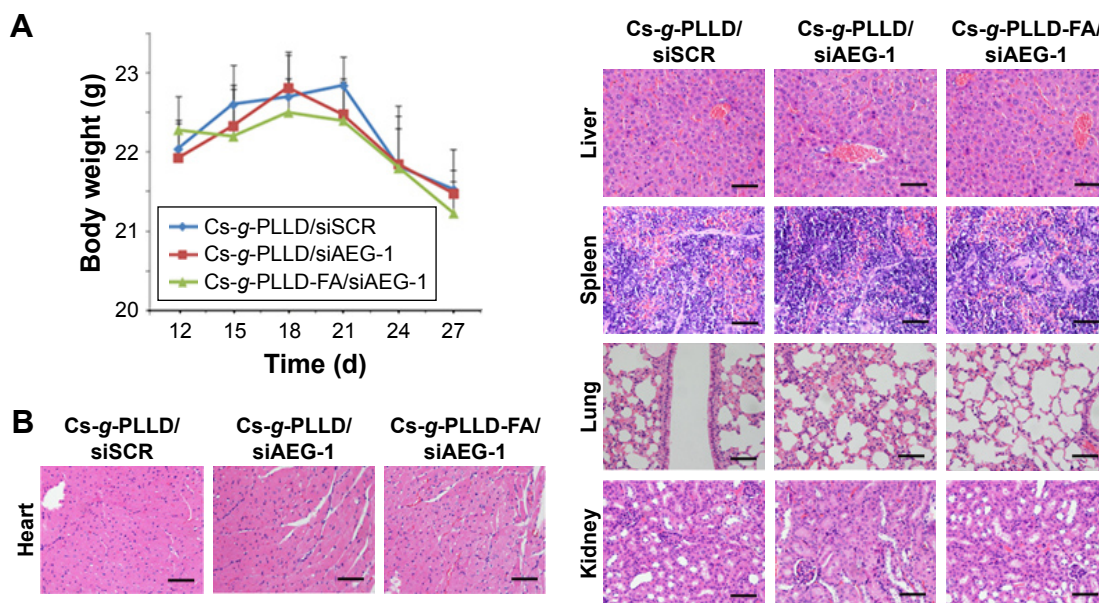 A
Body weight (g)
23
22
21
20
Cs-g-PLLD/siSCR
Cs-g-PLLD/siAEG-1
Cs-g-PLLD-FA/siAEG-1
12 15 18 21 24 27
Time (d)
B
Cs-g-PLLD/
siSCR
Cs-g-PLLD/
siAEG-1
Cs-g-PLLD-FA/
siAEG-1
Heart
Cs-g-PLLD/
siSCR
Cs-g-PLLD/
siAEG-1
Cs-g-PLLD-FA/
siAEG-1
Liver
Spleen
Lung
Kidney